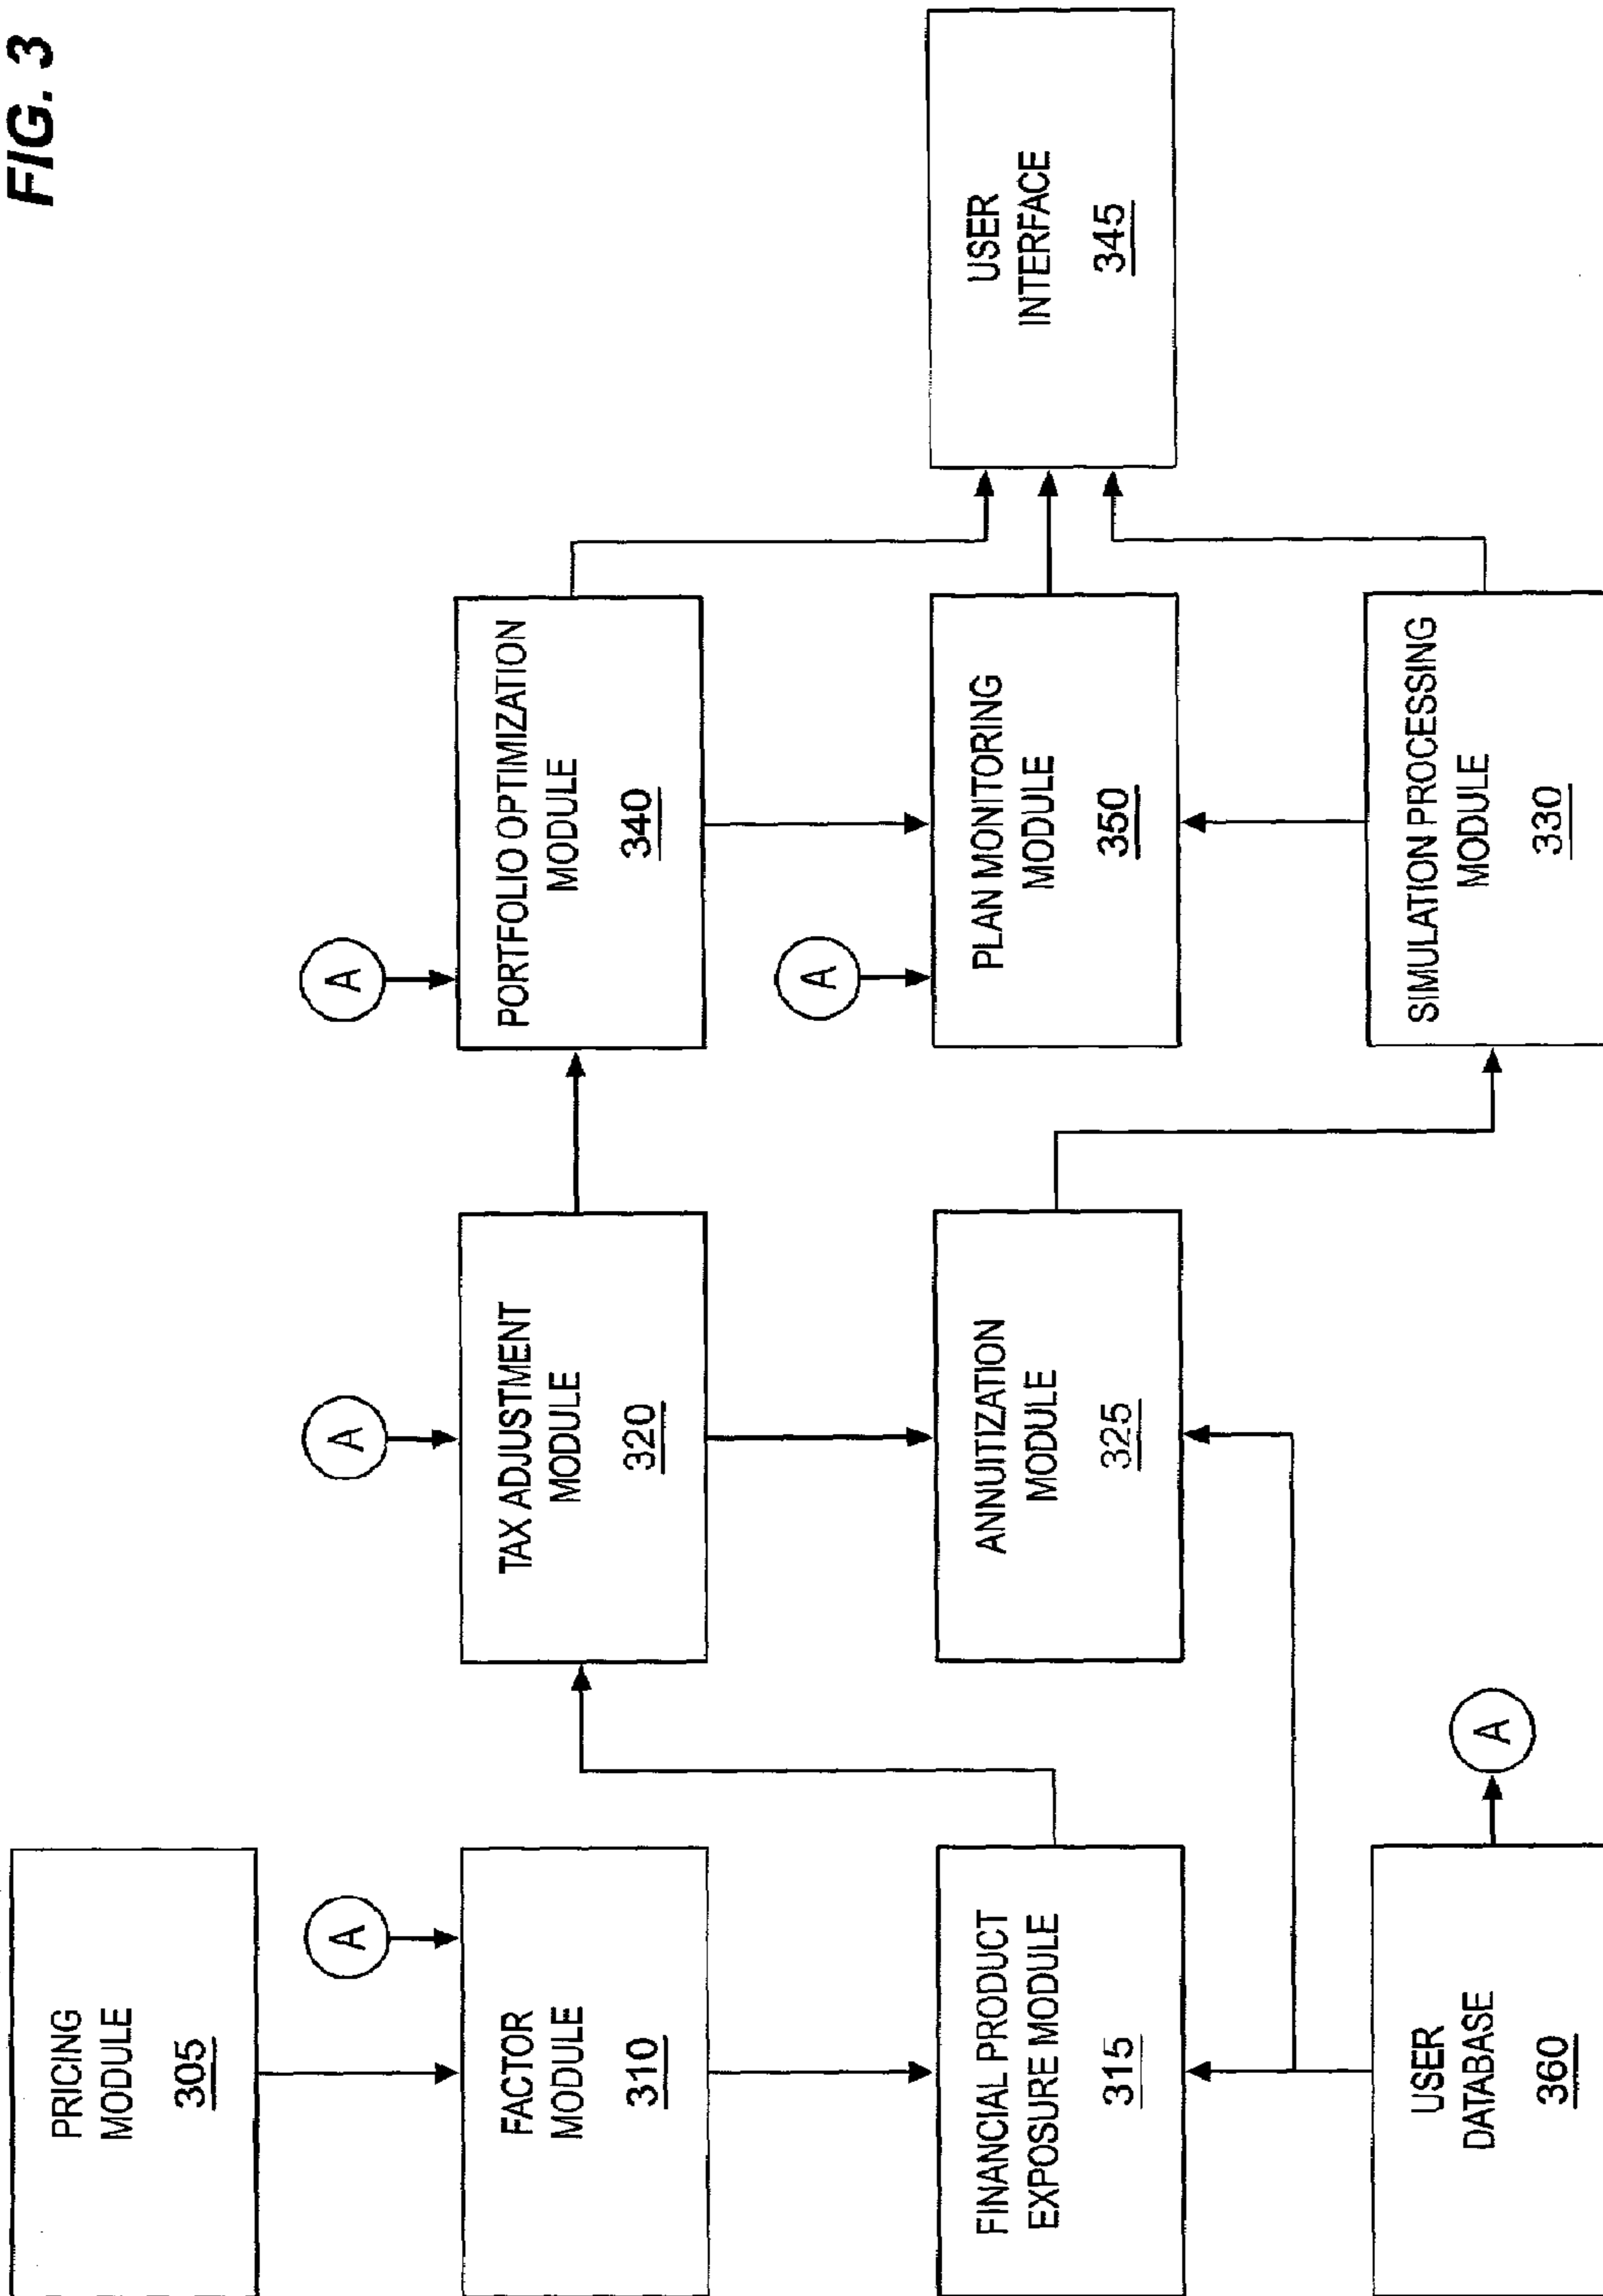 FIG. 3
PRICING
MODULE
305
A
FACTOR
MODULE
310
FINANCIAL PRODUCT
EXPOSURE MODULE
315
USER
DATABASE
360
A
A
TAX ADJUSTMENT
MODULE
320
ANNUITIZATION
MODULE
325
A
PORTFOLIO OPTIMIZATION
MODULE
340
A
PLAN MONITORING
MODULE
350
SIMULATION PROCESSING
MODULE
330
USER
INTERFACE
345